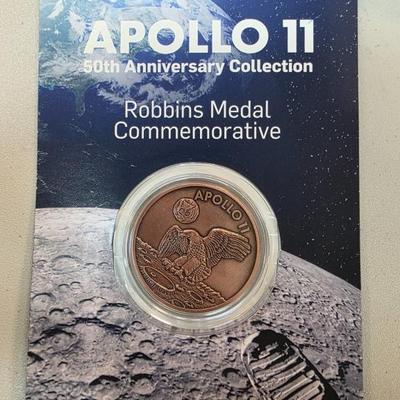 APOLLO 11
50th Anniversary Collection
Robbins Medal
Commemorative
APOLLO 11